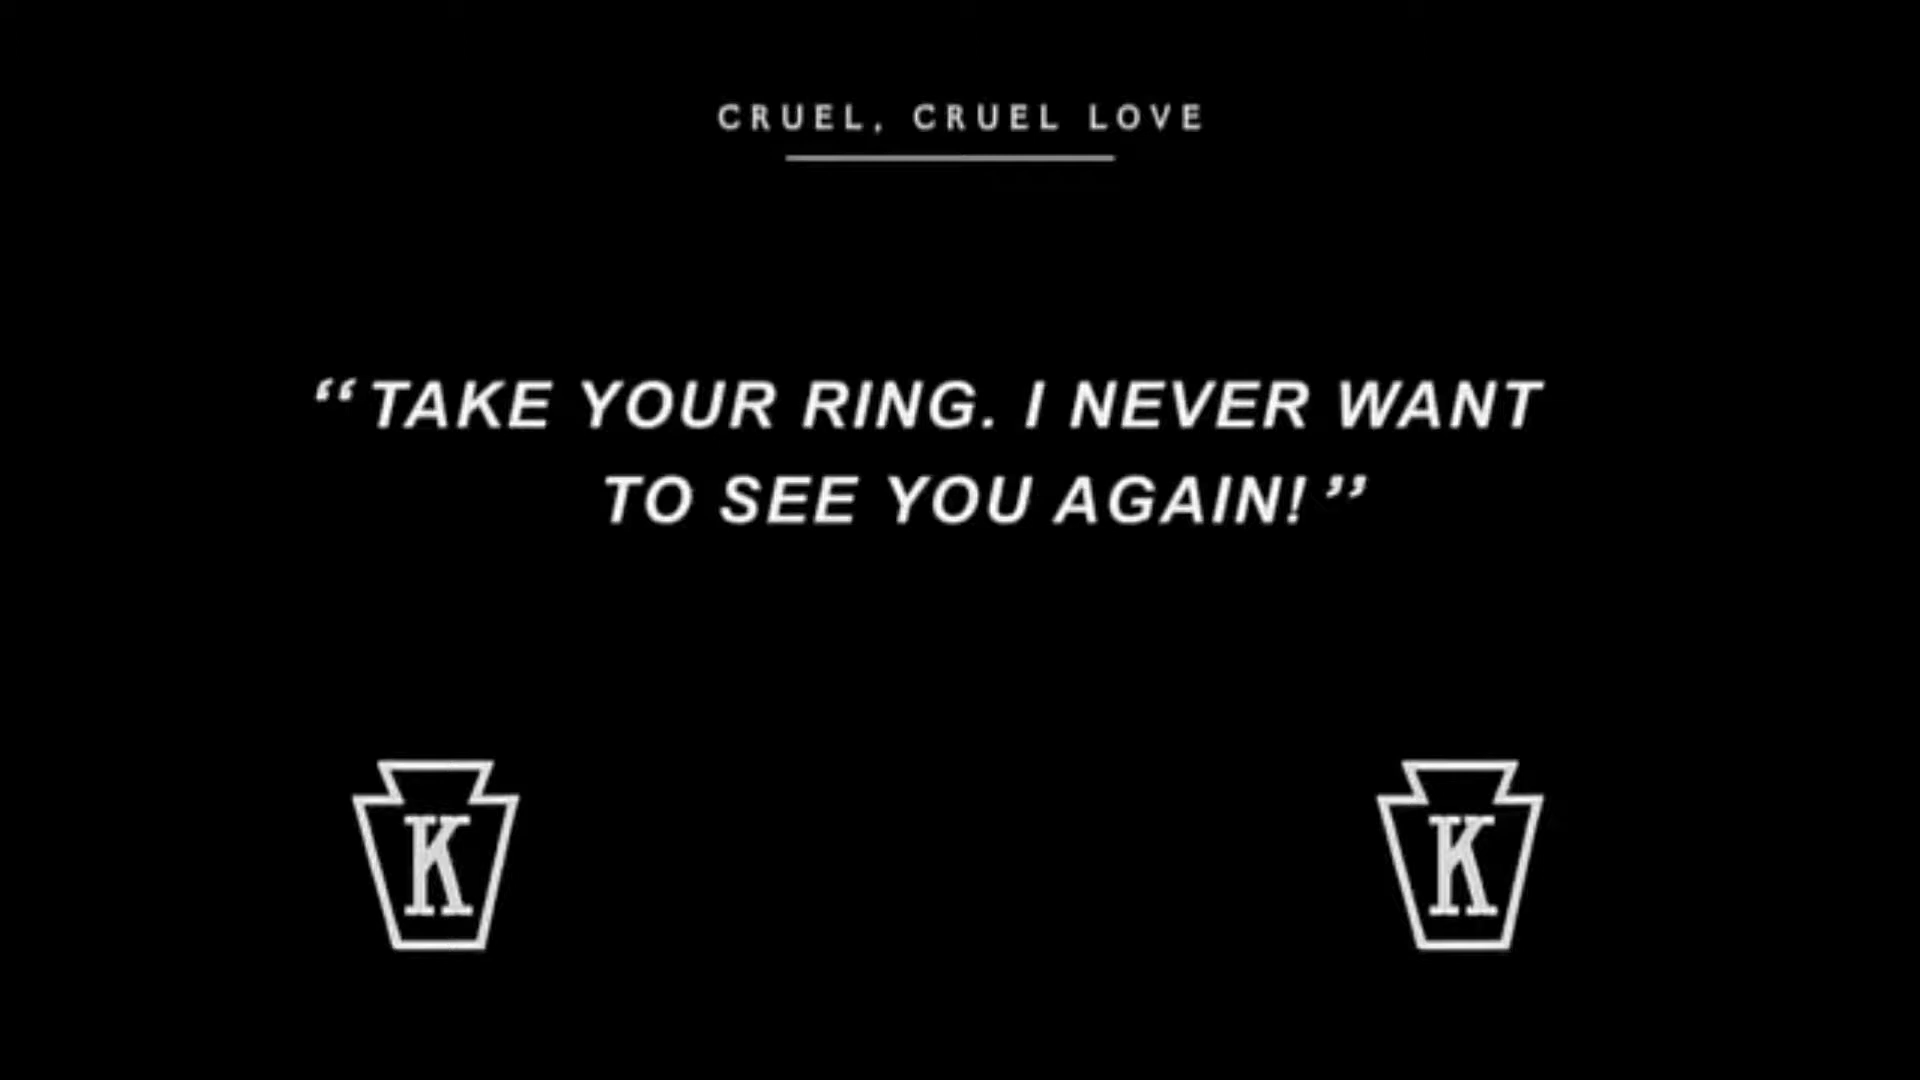 CRUEL, CRUEL LOVE
“TAKE YOUR RING. I NEVER WANT
TO SEE YOU AGAIN!”
K K